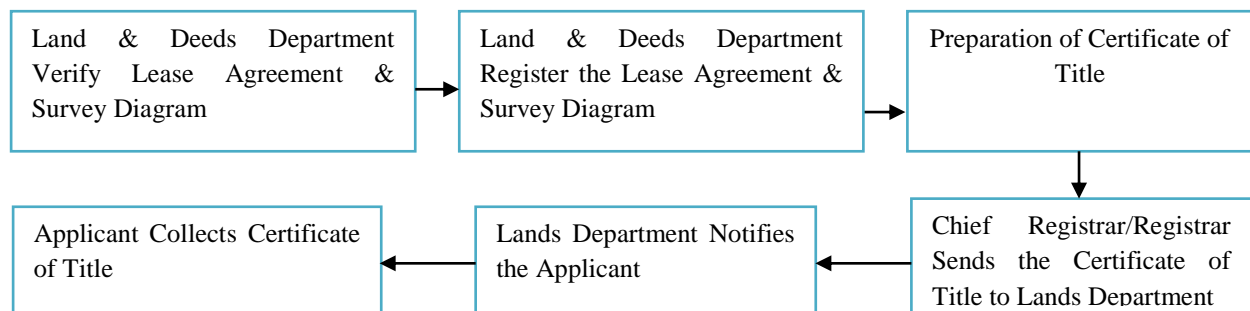 Land & Deeds Department
Verify Lease Agreement &
Survey Diagram
Land & Deeds Department
Register the Lease Agreement &
Survey Diagram
Preparation of Certificate of
Title
Chief Registrar/Registrar
Sends the Certificate of
Title to Lands Department
Lands Department Notifies
the Applicant
Applicant Collects Certificate
of Title